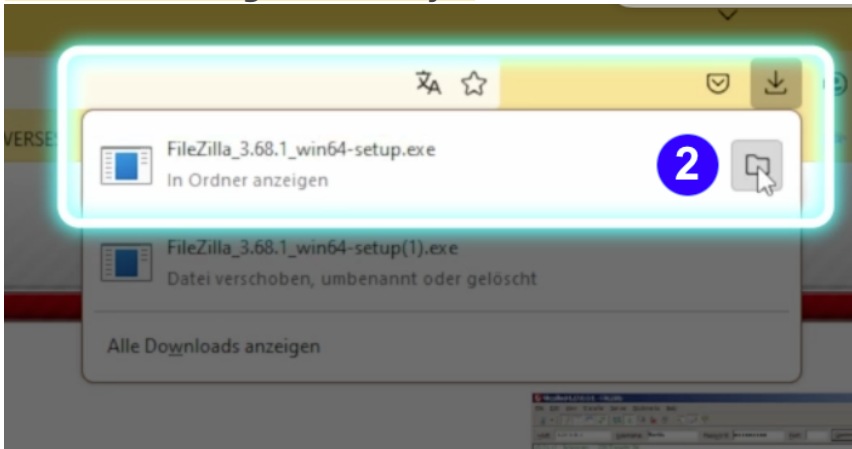 VERSE
FileZilla_3.68.1_win64-setup.exe
In Ordner anzeigen
2
FileZilla_3.68.1_win64-setup(1).exe
Datei verschoben, umbenannt oder gelöscht
Alle Downloads anzeigen